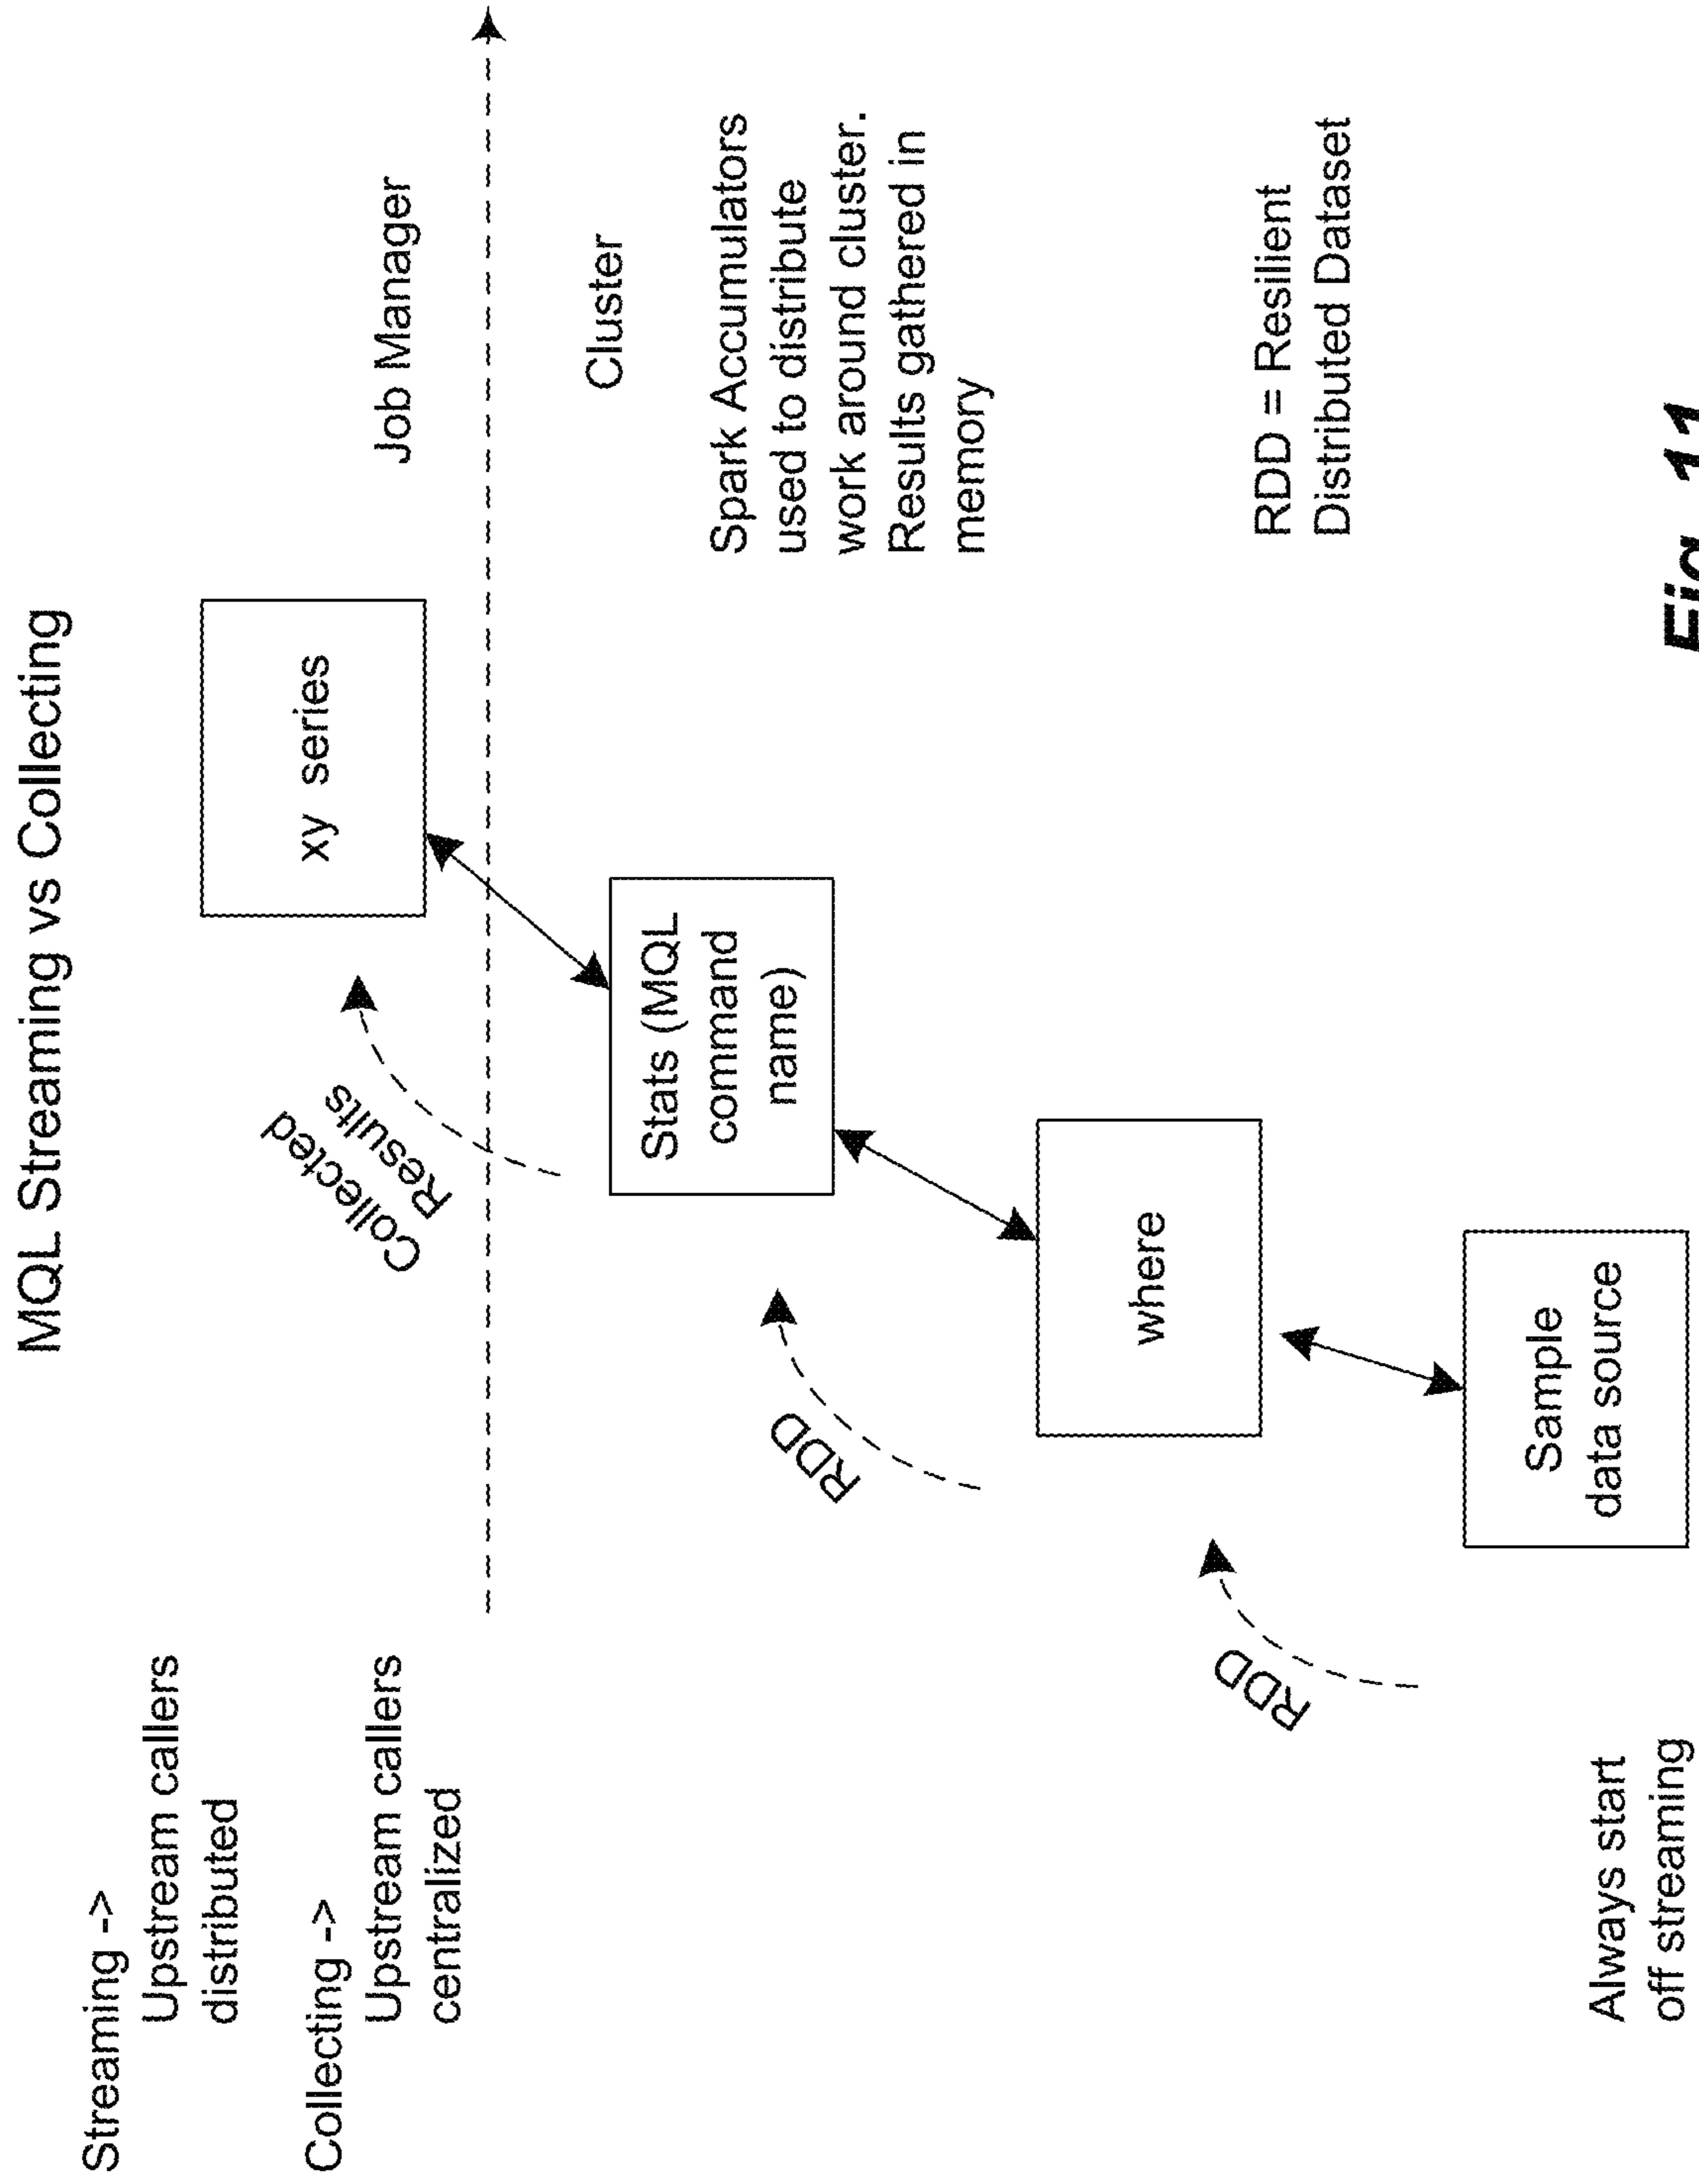 MQL Streaming vs Collecting
Streaming ->
Upstream callers
distributed
Collecting ->
Upstream callers
centralized
xy series
Job Manager
Collected
Results
Cluster
Stats (MQL
command
name)
Spark Accumulators
used to distribute
work around cluster.
Results gathered in
memory
RDD
where
RDD = Resilient
Distributed Dataset
RDD
Sample
data source
Always start
off streaming
Fig. 11